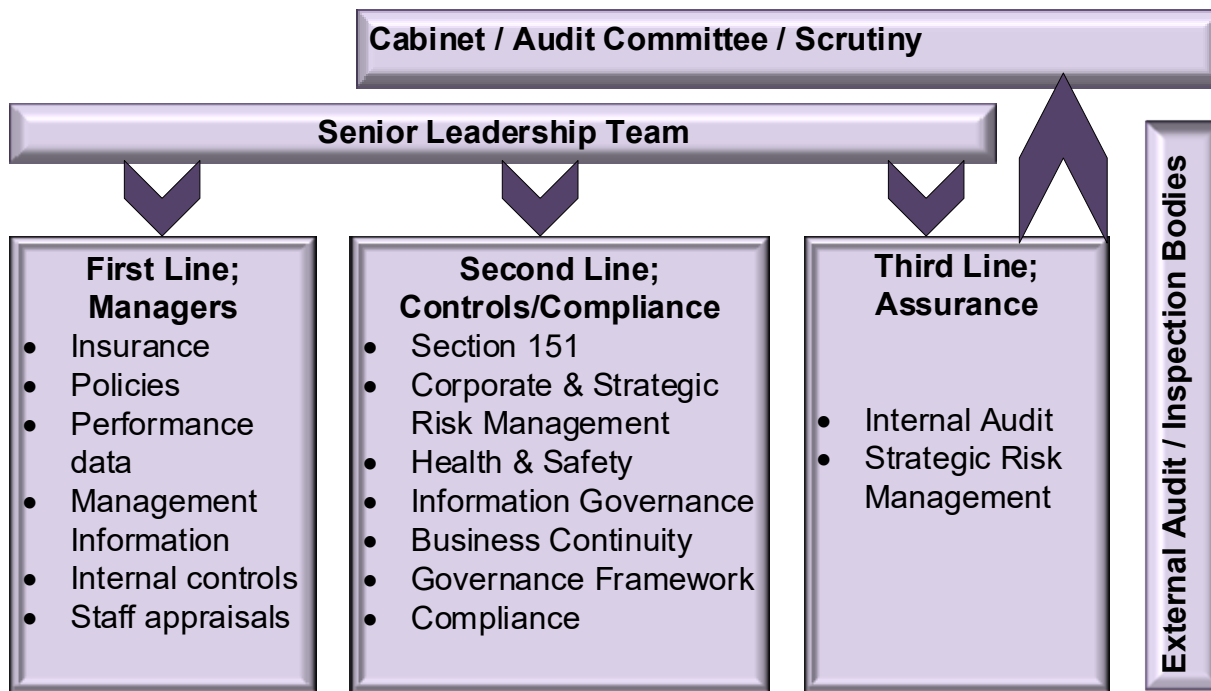 Cabinet / Audit Committee / Scrutiny
Senior Leadership Team
First Line;
Managers
• Insurance
• Policies
• Performance
data
• Management
Information
• Internal controls
• Staff appraisals
Second Line;
Controls/Compliance
• Section 151
• Corporate & Strategic
Risk Management
• Health & Safety
• Information Governance
• Business Continuity
• Governance Framework
• Compliance
Third Line;
Assurance
• Internal Audit
• Strategic Risk
Management
External Audit / Inspection Bodies